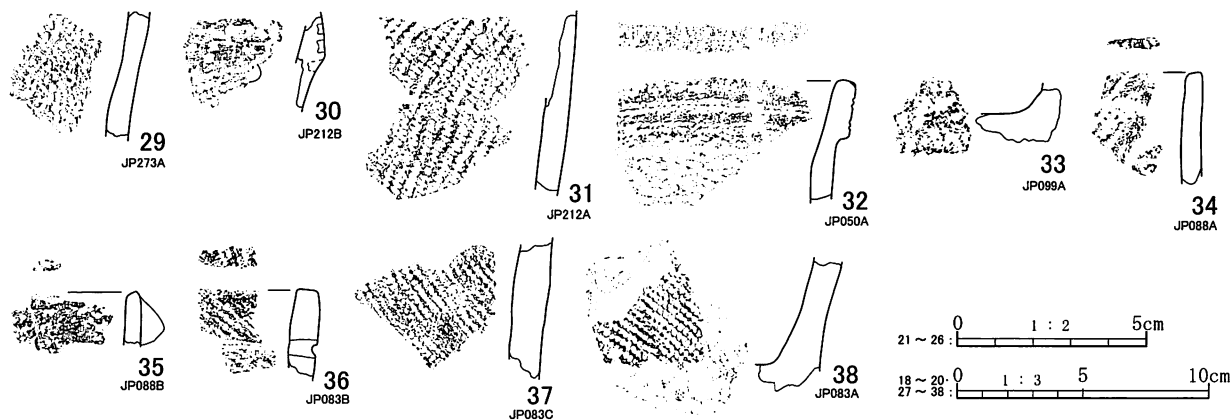 29
JP273A
30
JP212B
31
JP212A
32
JP050A
33
JP099A
34
JP088A
35
JP088B
36
JP083B
37
JP083C
38
JP083A
0 1 : 2 5cm
21 ~ 26 :
18 ~ 20·
27 ~ 38 :
0 1 : 3 5 10cm